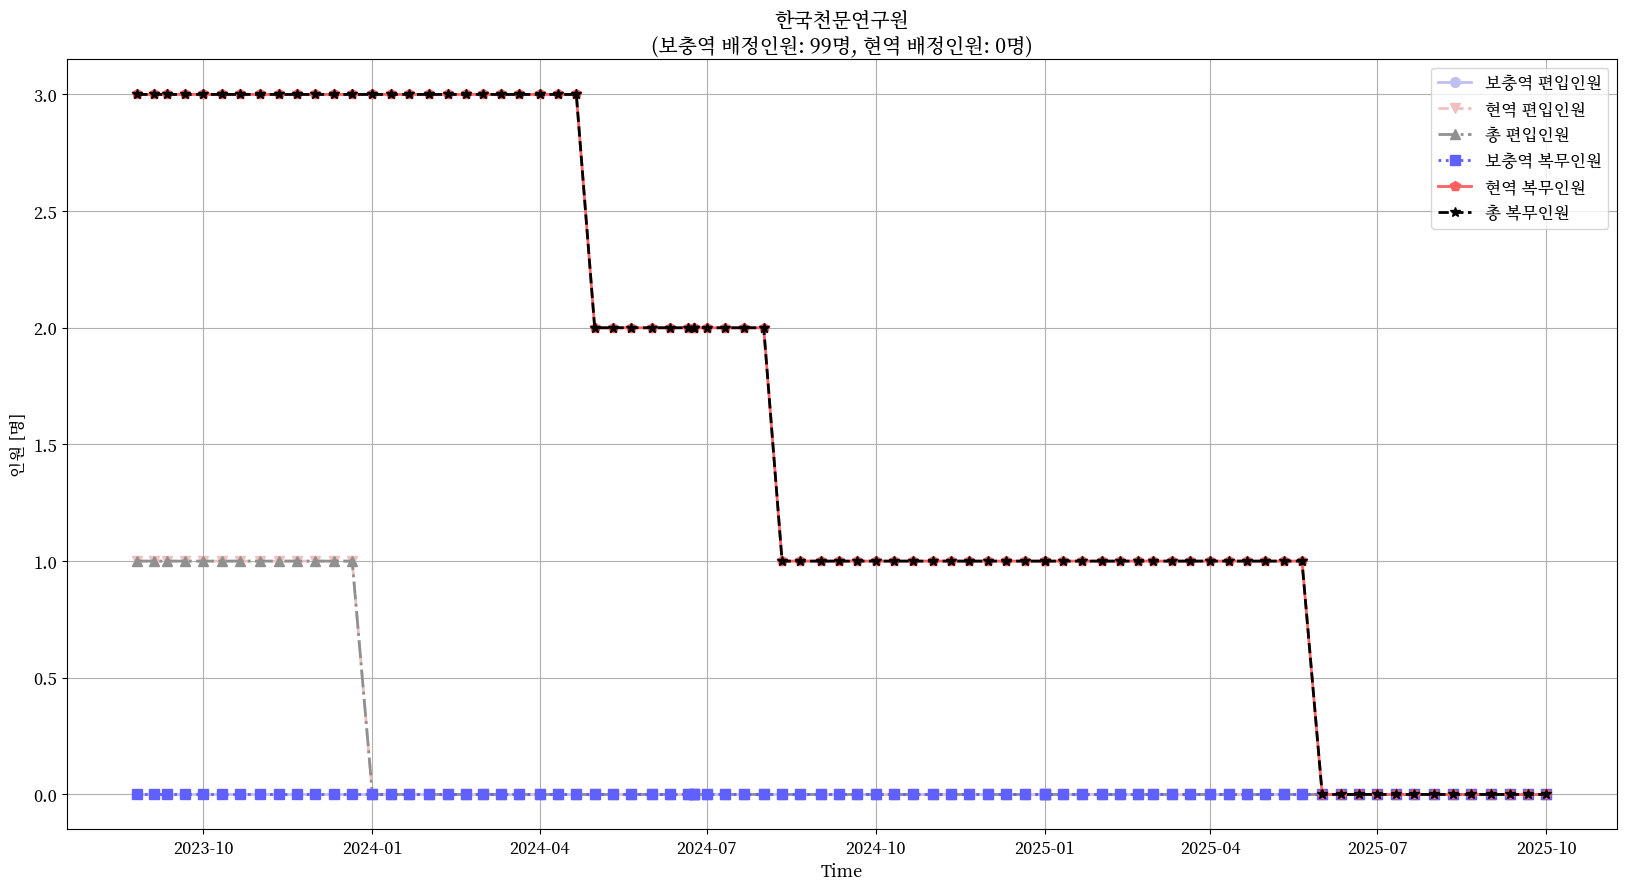 한국천문연구원
(보충역 배정인원: 99명, 현역 배정인원: 0명)
보충역 편입인원
현역 편입인원
총 편입인원
보충역 복무인원
현역 복무인원
총 복무인원
인원 [명]
3.0
2.5
2.0
1.5
1.0
0.5
0.0
2023-10
2024-01
2024-04
2024-07
2024-10
2025-01
2025-04
2025-07
2025-10
Time